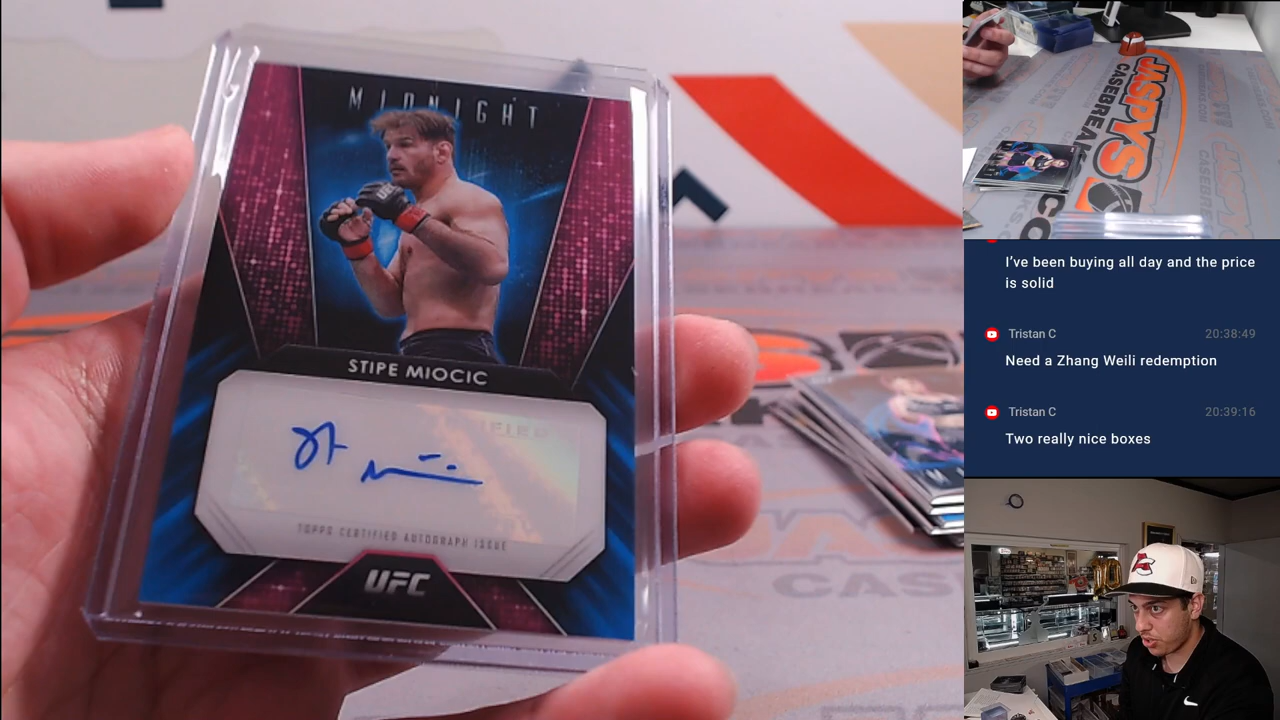 MIDNIGHT
STIPE MIOCIC
TOPPS CERTIFIED AUTOGRAPH ISSUE
UFC
JASPYS
CASEBREAKS.CO
I've been buying all day and the price
is solid
Tristan C 20:38:49
Need a Zhang Weili redemption
Tristan C 20:39:16
Two really nice boxes